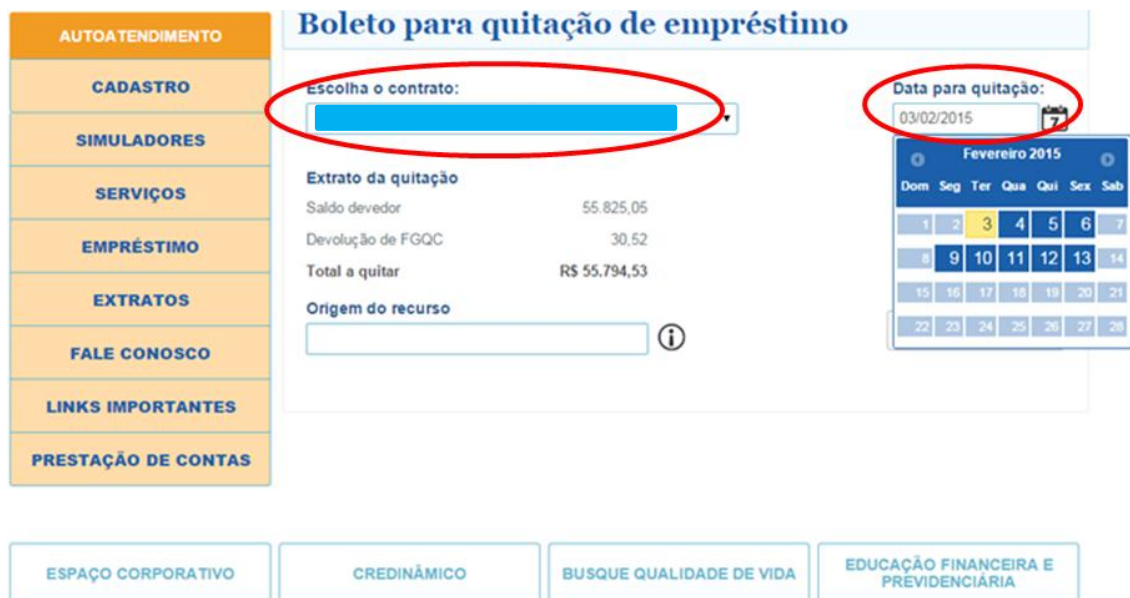 AUTOATENDIMENTO
CADASTRO
SIMULADORES
SERVIÇOS
EMPRÉSTIMO
EXTRATOS
FALE CONOSCO
LINKS IMPORTANTES
PRESTAÇÃO DE CONTAS
Boleto para quitação de empréstimo
Escolha o contrato:
Data para quitação:
03/02/2015
7
Fevereiro 2015
Dom Seg Ter Qua Qui Sex Sab
1 2 3 4 5 6 7
8 9 10 11 12 13 14
15 16 17 18 19 20 21
22 23 24 25 26 27 28
Extrato da quitação
Saldo devedor 55.825,05
Devolução de FGQC 30,52
Total a quitar R$ 55.794,53
Origem do recurso
ESPAÇO CORPORATIVO
CREDINÂMICO
BUSQUE QUALIDADE DE VIDA
EDUCAÇÃO FINANCEIRA E
PREVIDENCIÁRIA